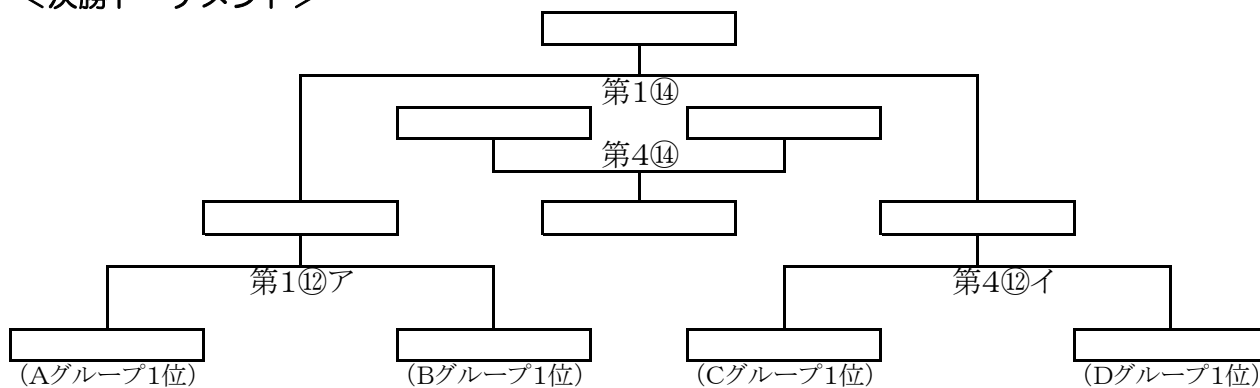 ＜決勝トーナメント＞
第1⑭
第4⑭
第1⑫ア
第4⑫イ
(Aグループ1位)
(Bグループ1位)
(Cグループ1位)
(Dグループ1位)